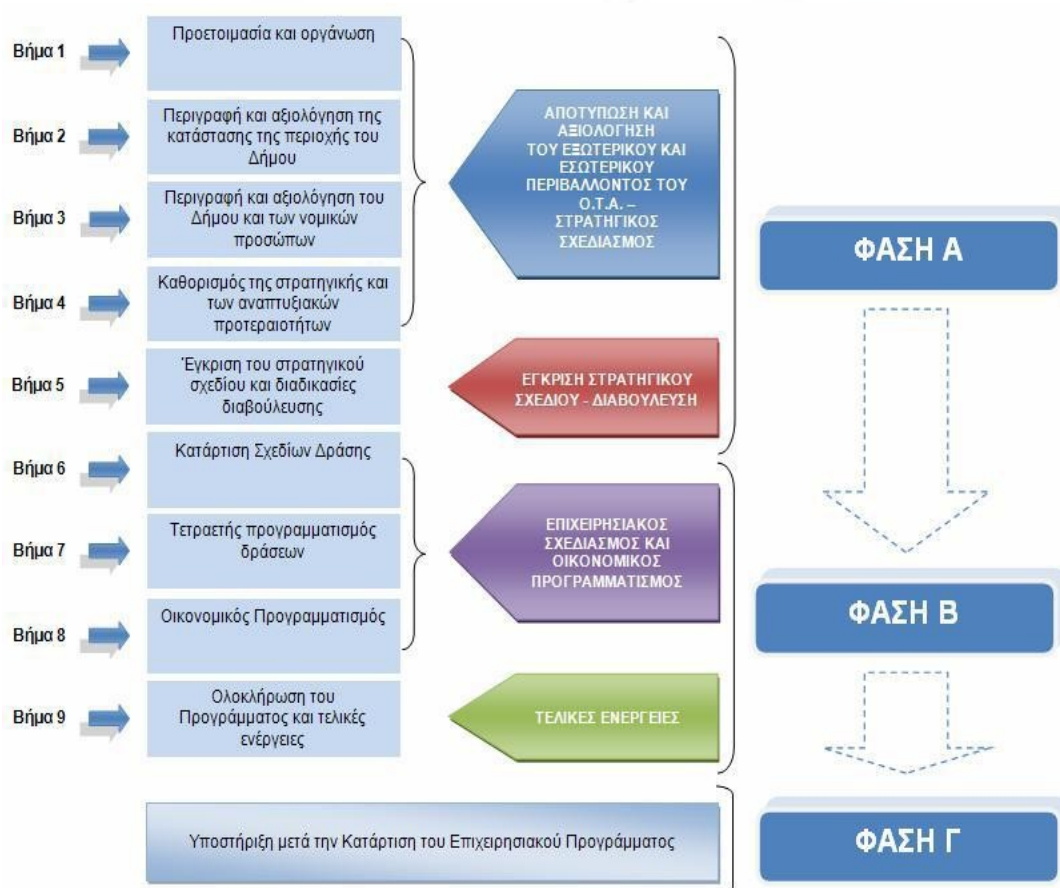 Βήμα 1
Προετοιμασία και οργάνωση
Βήμα 2
Περιγραφή και αξιολόγηση της
κατάστασης της περιοχής του
Δήμου
Βήμα 3
Περιγραφή και αξιολόγηση του
Δήμου και των νομικών
προσώπων
Βήμα 4
Καθορισμός της στρατηγικής και
των αναπτυξιακών
προτεραιοτήτων
ΑΠΟΤΥΠΩΣΗ ΚΑΙ
ΑΞΙΟΛΟΓΗΣΗ
ΤΟΥ ΕΞΩΤΕΡΙΚΟΥ ΚΑΙ
ΕΣΩΤΕΡΙΚΟΥ
ΠΕΡΙΒΑΛΛΟΝΤΟΣ ΤΟΥ
Ο.Τ.Α. –
ΣΤΡΑΤΗΓΙΚΟΣ
ΣΧΕΔΙΑΣΜΟΣ
Βήμα 5
Έγκριση του στρατηγικού
σχεδίου και διαδικασίες
διαβούλευσης
ΕΓΚΡΙΣΗ ΣΤΡΑΤΗΓΙΚΟΥ
ΣΧΕΔΙΟΥ - ΔΙΑΒΟΥΛΕΥΣΗ
ΦΑΣΗ Α
Βήμα 6
Κατάρτιση Σχεδίων Δράσης
Βήμα 7
Τετραετής προγραμματισμός
δράσεων
Βήμα 8
Οικονομικός Προγραμματισμός
ΕΠΙΧΕΙΡΗΣΙΑΚΟΣ
ΣΧΕΔΙΑΣΜΟΣ ΚΑΙ
ΟΙΚΟΝΟΜΙΚΟΣ
ΠΡΟΓΡΑΜΜΑΤΙΣΜΟΣ
Βήμα 9
Ολοκλήρωση του
Προγράμματος και τελικές
ενέργειες
ΤΕΛΙΚΕΣ ΕΝΕΡΓΕΙΕΣ
ΦΑΣΗ Β
Υποστήριξη μετά την Κατάρτιση του Επιχειρησιακού Προγράμματος
ΦΑΣΗ Γ